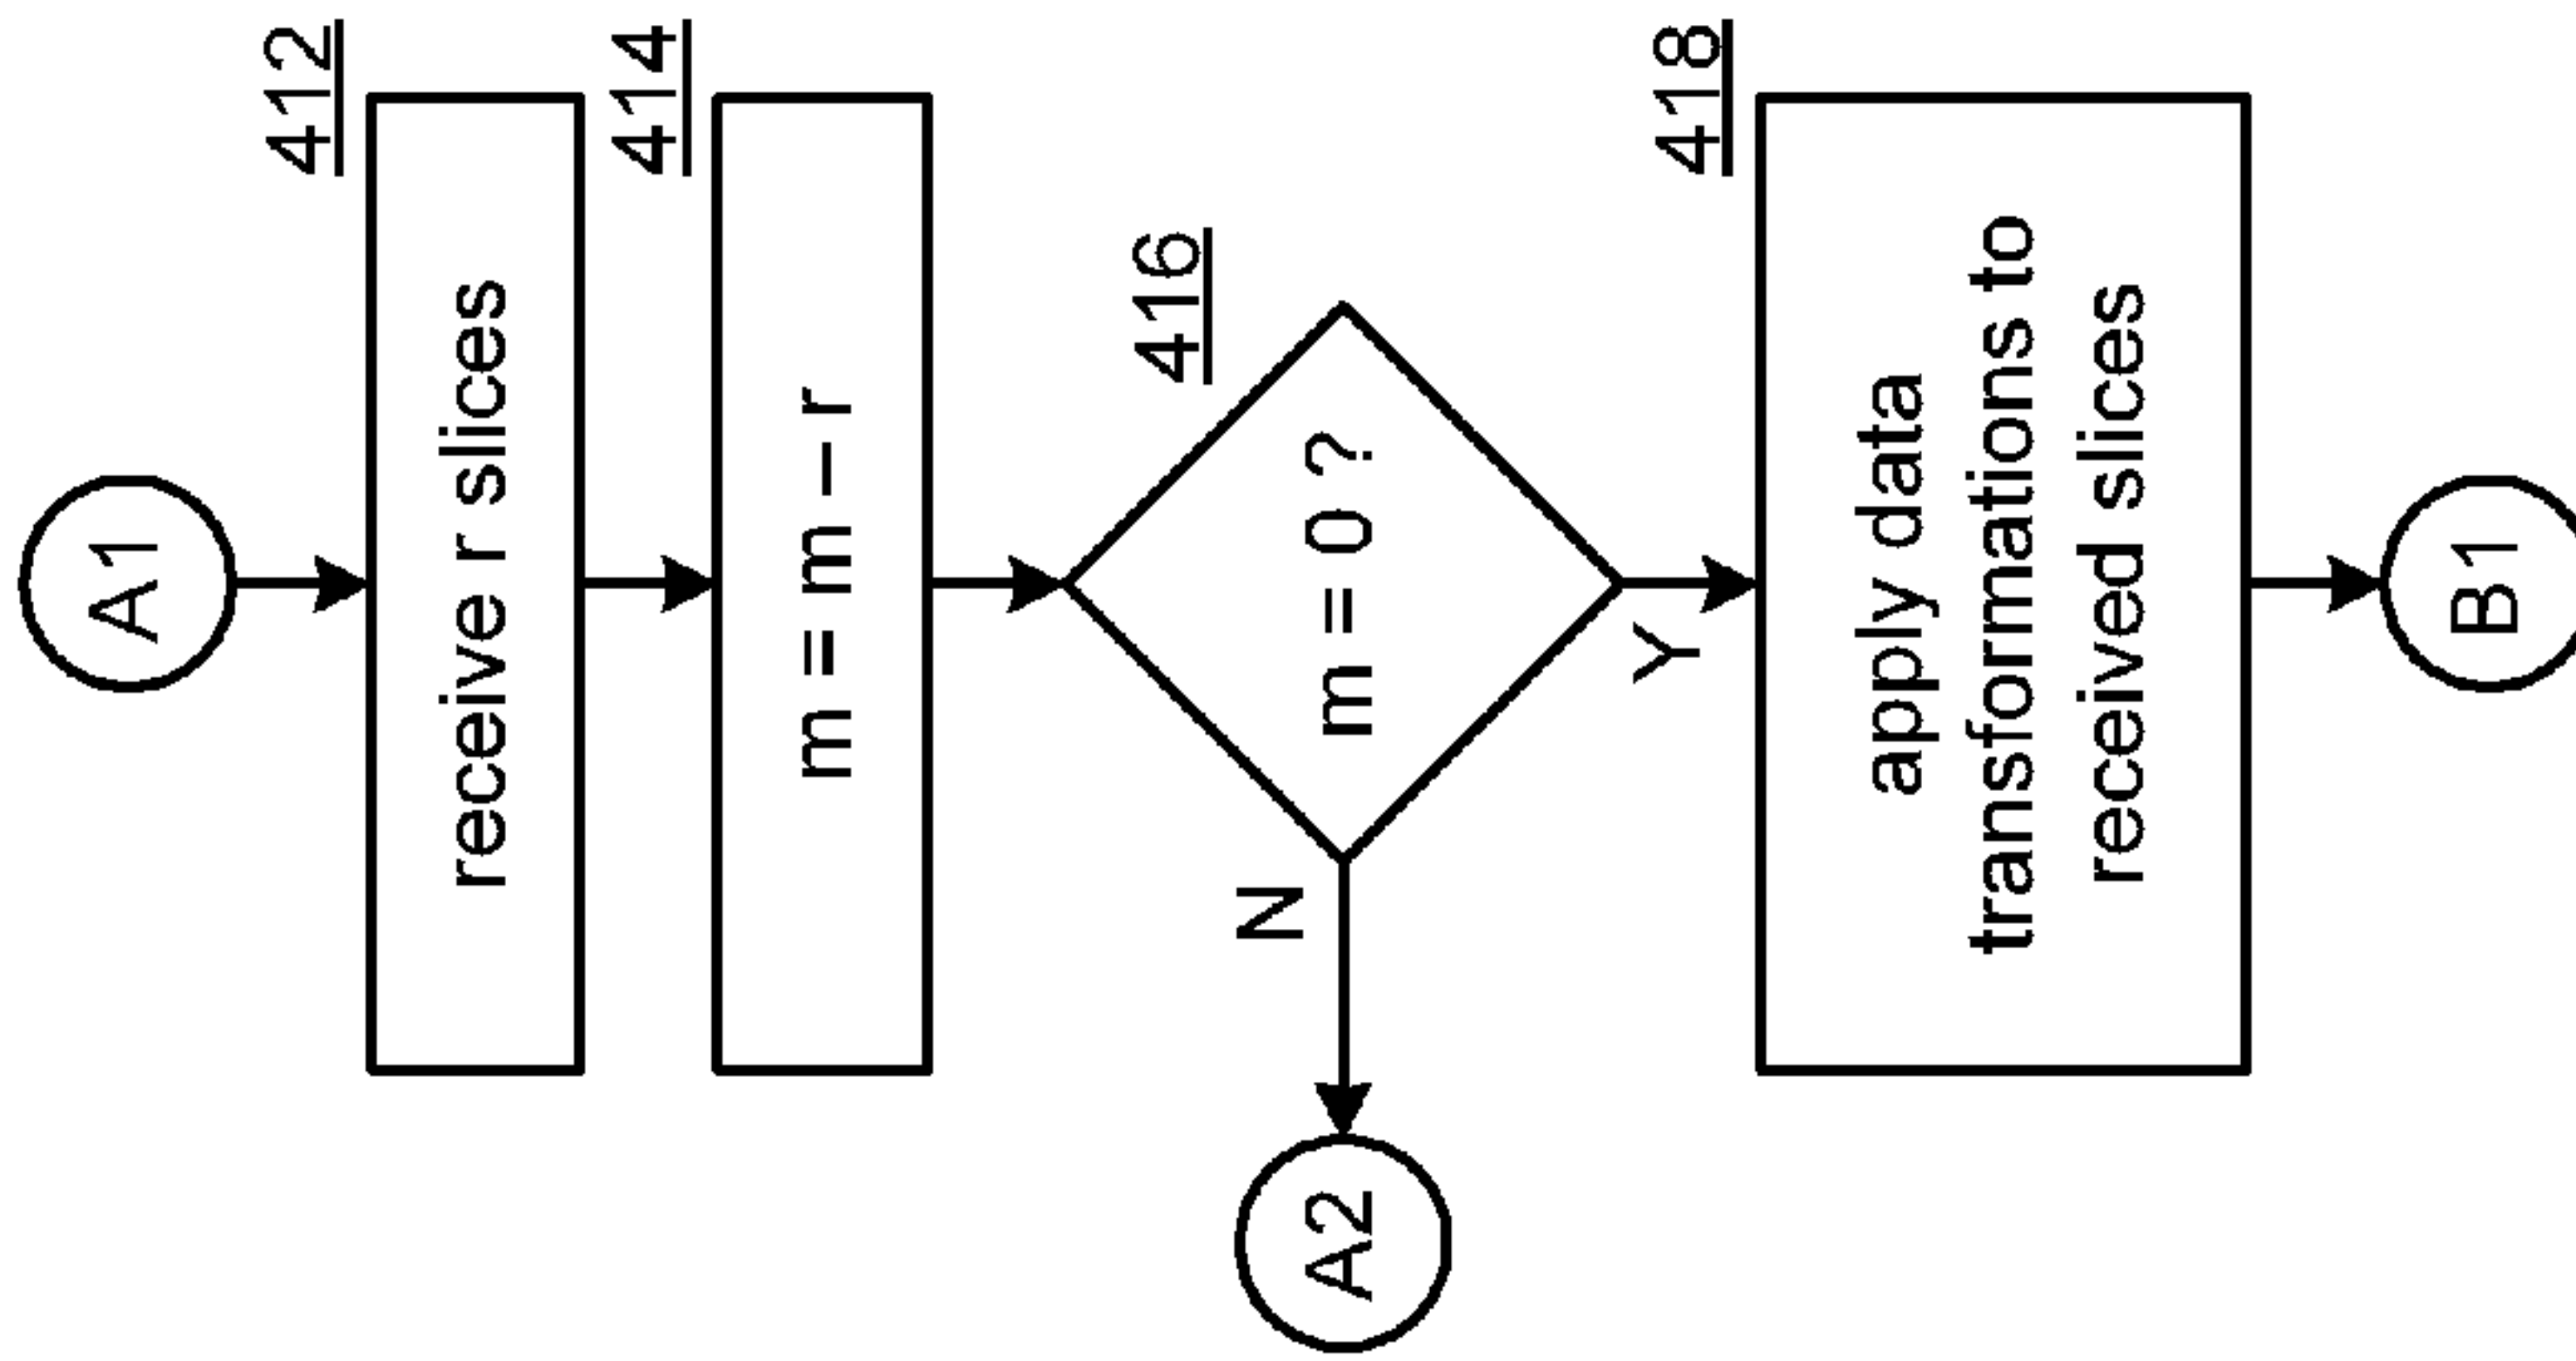 A1
412
receive r slices
414
m = m – r
416
m = 0 ?
N
A2
Y
418
apply data
transformations to
received slices
B1